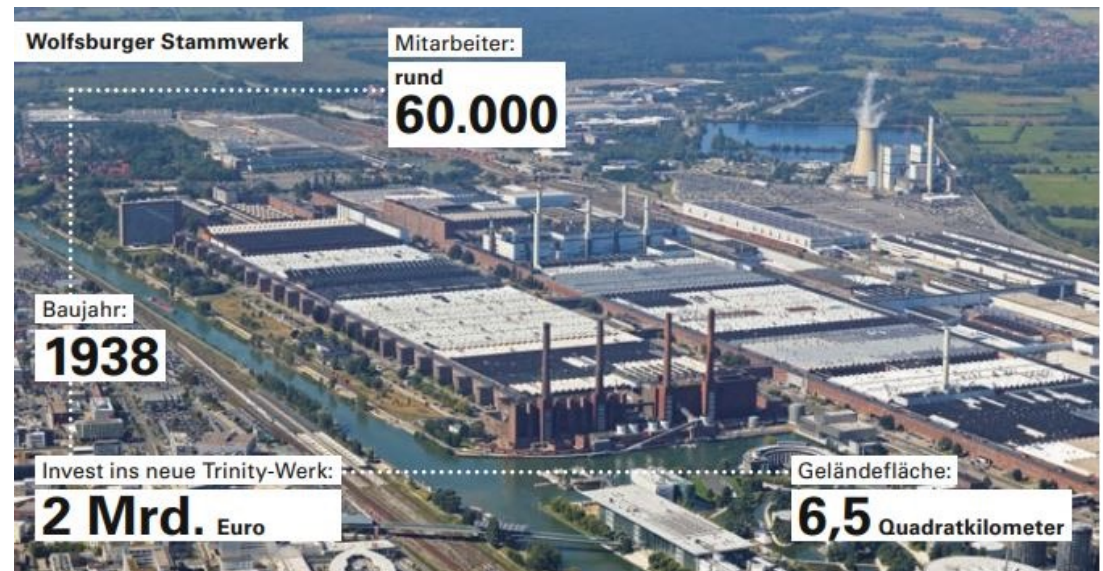 Wolfsburger Stammwerk
Mitarbeiter:
rund
60.000
Baujahr:
1938
Invest ins neue Trinity-Werk:
2 Mrd. Euro
Geländefläche:
6,5 Quadratkilometer